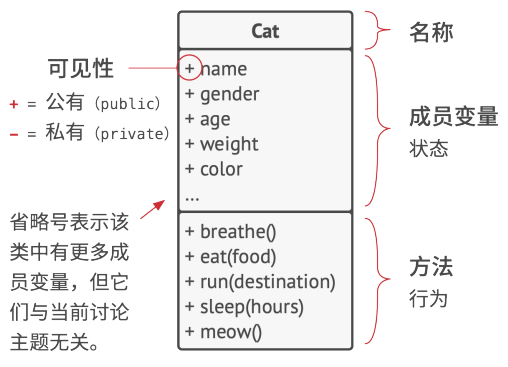 Cat
名称
可见性
+ = 公有（public）
− = 私有（private）
+ name
+ gender
+ age
+ weight
+ color
...
成员变量
状态
省略号表示该
类中有更多成
员变量，但它
们与当前讨论
主题无关。
+ breathe()
+ eat(food)
+ run(destination)
+ sleep(hours)
+ meow()
方法
行为